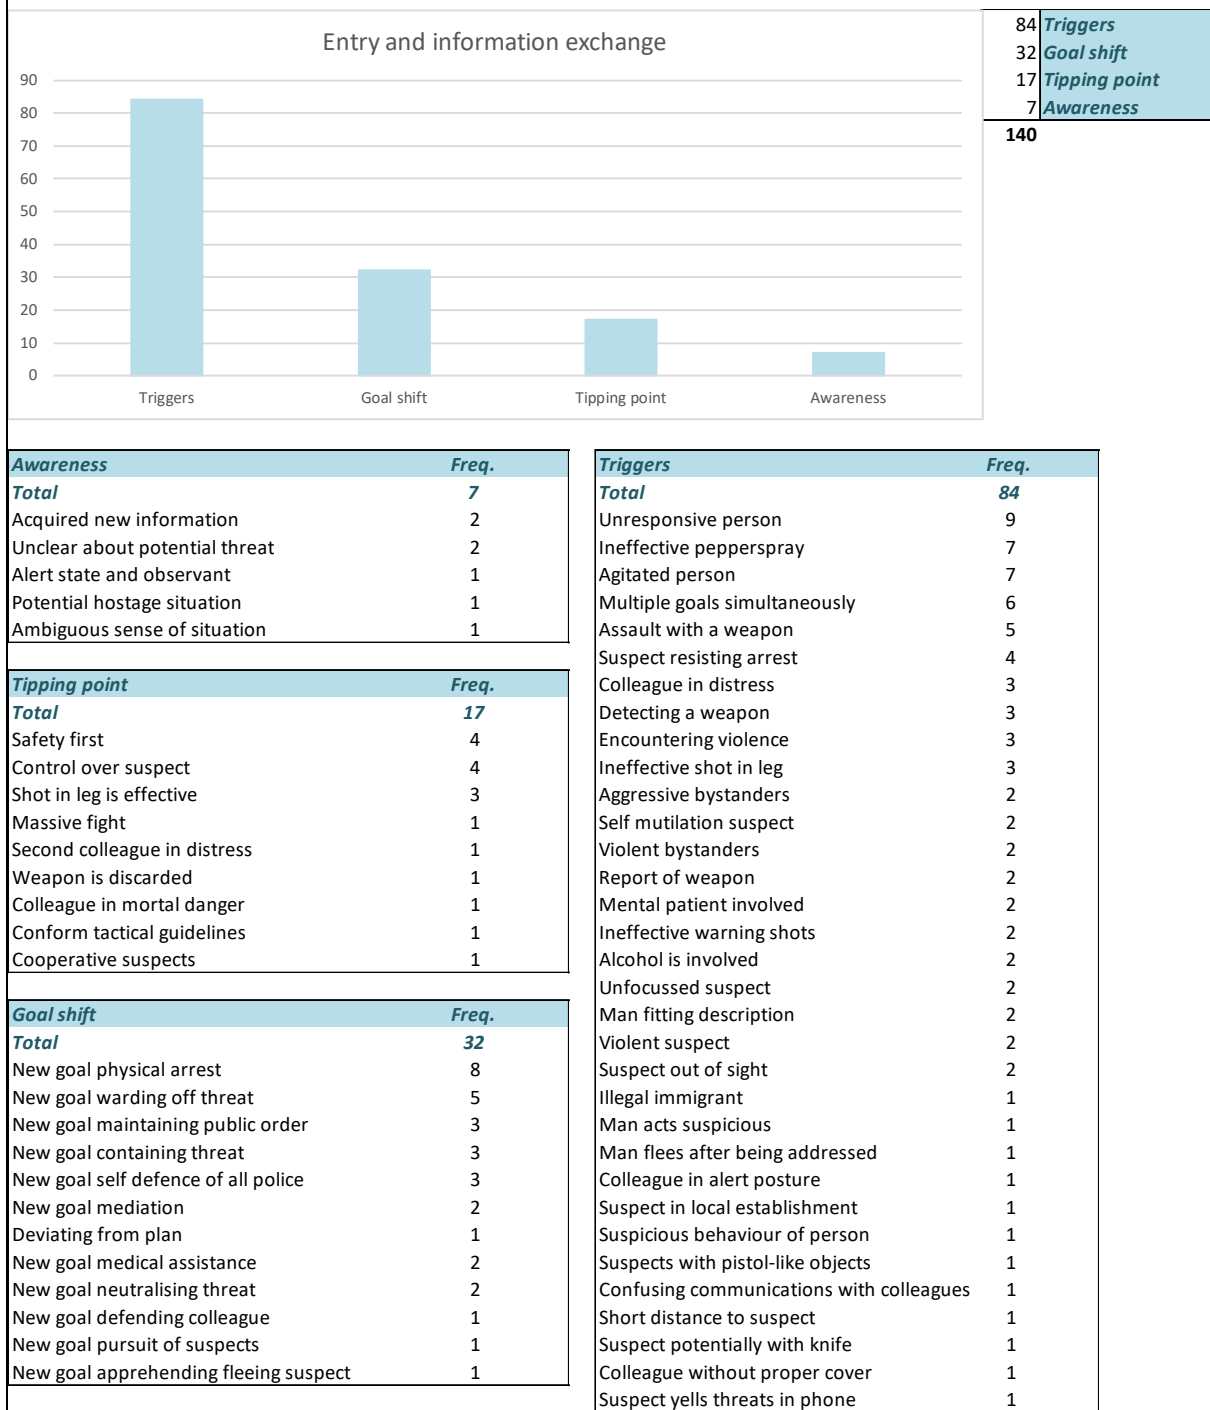 Entry and information exchange
90
80
70
60
50
40
30
20
10
0
Triggers Goal shift Tipping point Awareness
84 Triggers
32 Goal shift
17 Tipping point
7 Awareness
140
Awareness Freq.
Total 7
Acquired new information 2
Unclear about potential threat 2
Alert state and observant 1
Potential hostage situation 1
Ambiguous sense of situation 1
Tipping point Freq.
Total 17
Safety first 4
Control over suspect 4
Shot in leg is effective 3
Massive fight 1
Second colleague in distress 1
Weapon is discarded 1
Colleague in mortal danger 1
Conform tactical guidelines 1
Cooperative suspects 1
Goal shift Freq.
Total 32
New goal physical arrest 8
New goal warding off threat 5
New goal maintaining public order 3
New goal containing threat 3
New goal self defence of all police 3
New goal mediation 2
Deviating from plan 1
New goal medical assistance 2
New goal neutralising threat 2
New goal defending colleague 1
New goal pursuit of suspects 1
New goal apprehending fleeing suspect 1
Triggers Freq.
Total 84
Unresponsive person 9
Ineffective pepperspray 7
Agitated person 7
Multiple goals simultaneously 6
Assault with a weapon 5
Suspect resisting arrest 4
Colleague in distress 3
Detecting a weapon 3
Encountering violence 3
Ineffective shot in leg 3
Aggressive bystanders 2
Self mutilation suspect 2
Violent bystanders 2
Report of weapon 2
Mental patient involved 2
Ineffective warning shots 2
Alcohol is involved 2
Unfocussed suspect 2
Man fitting description 2
Violent suspect 2
Suspect out of sight 2
Illegal immigrant 1
Man acts suspicious 1
Man flees after being addressed 1
Colleague in alert posture 1
Suspect in local establishment 1
Suspicious behaviour of person 1
Suspects with pistol-like objects 1
Confusing communications with colleagues 1
Short distance to suspect 1
Suspect potentially with knife 1
Colleague without proper cover 1
Suspect yells threats in phone 1